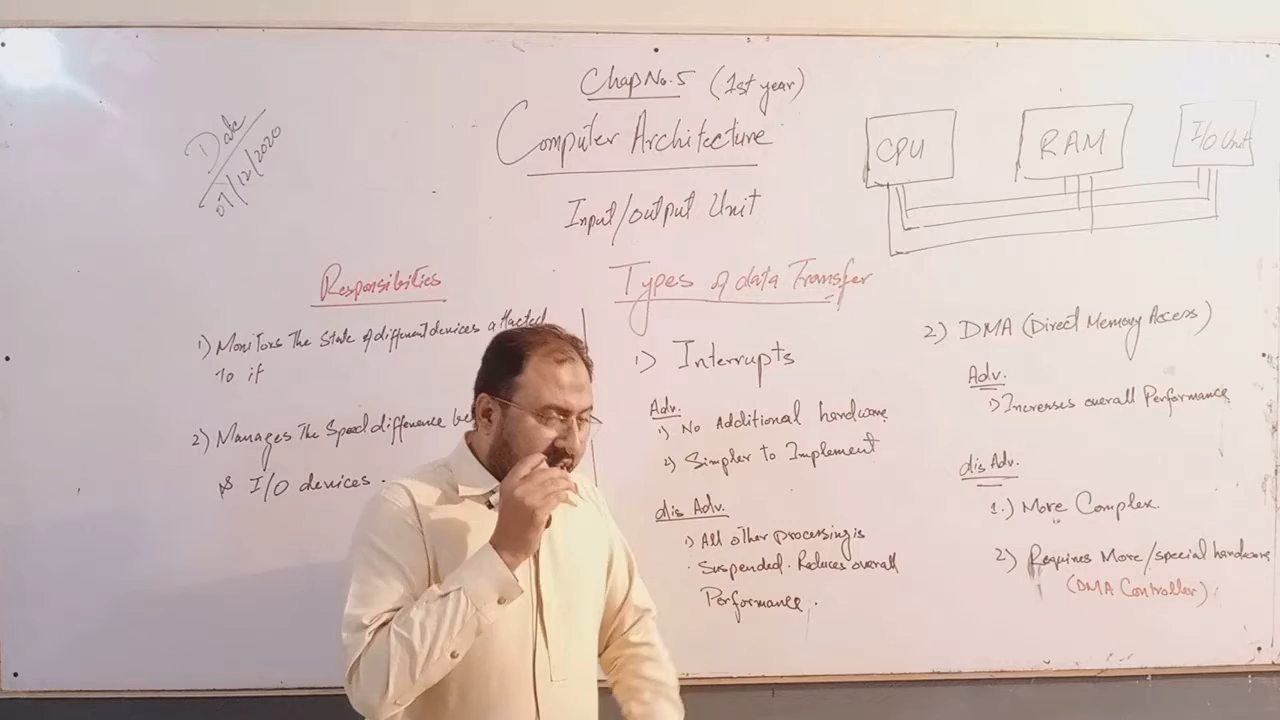 Chap No. 5 (1st year)
Computer Architecture
Input/output Unit
Date
07/12/2020
CPU
RAM
I/O Unit
Responsibities
1) Monitors The State of different devices attacted
To if
2) Manages The Speed difference be
I/O devices.
Types of data Transfer
1) Interrupts
Adv.
1) No Additional hardware
2) Simpler to Implement
dis Adv.
1) All other processing is
Suspended. Reduces overall
Performance.
2) DMA (Direct Memory Access)
Adv.
1) Increases overall Performance
dis Adv.
1.) More Complex.
2) Requires More/special hardware
(DMA Controller)